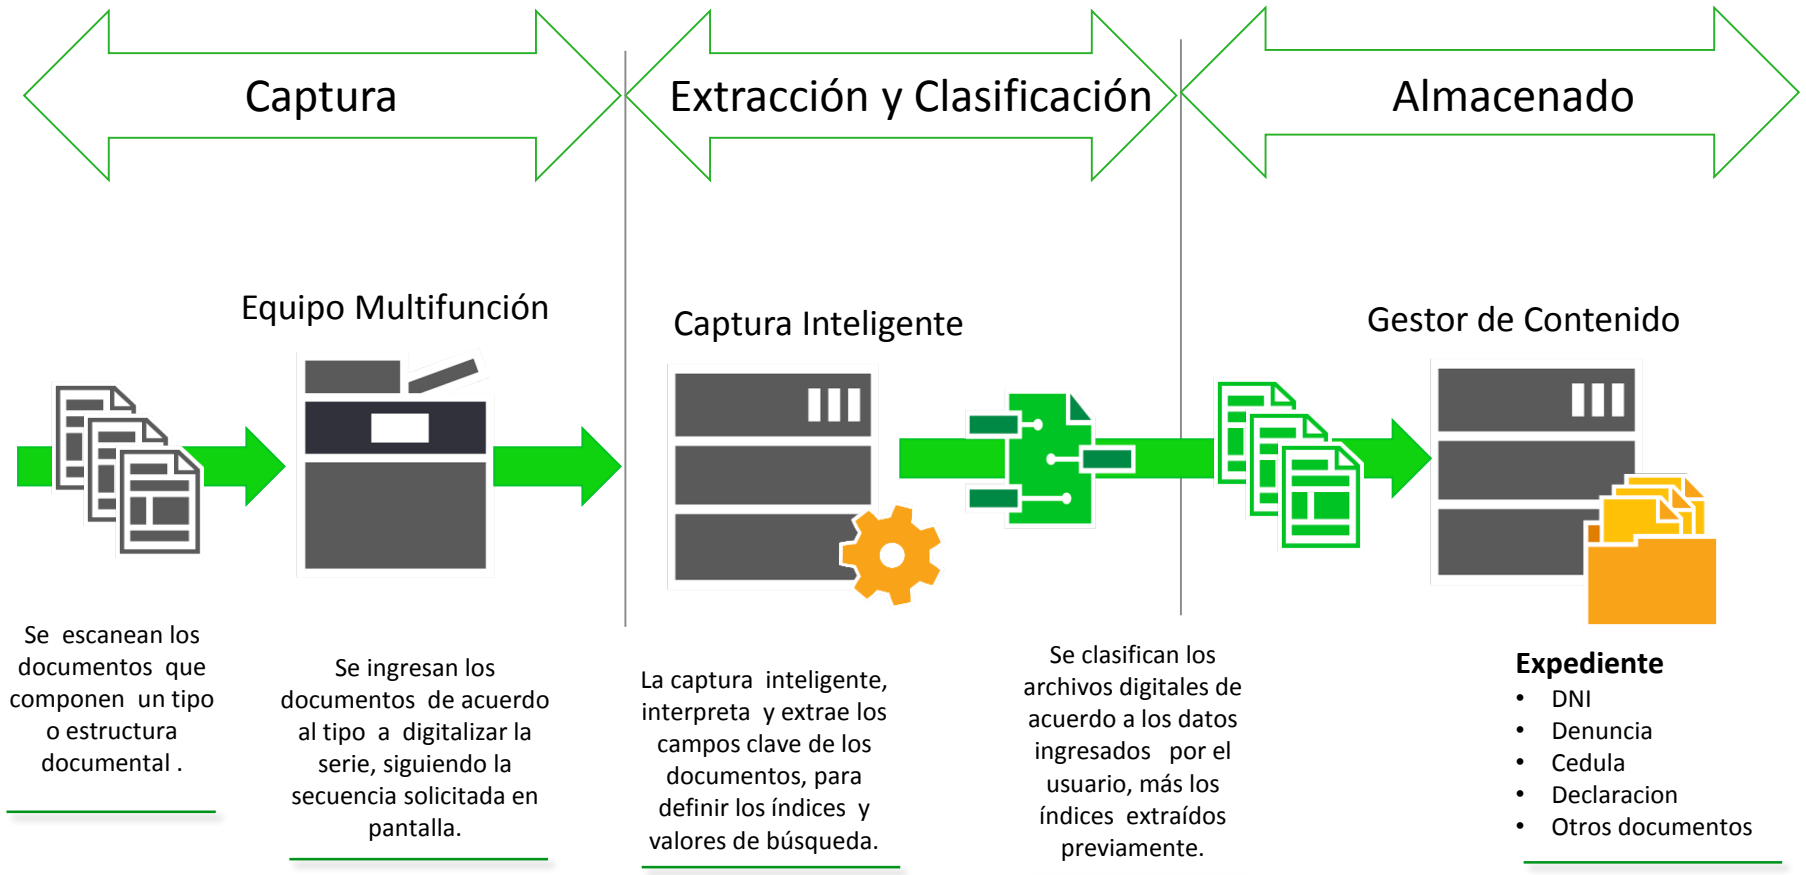 Captura
Extracción y Clasificación
Almacenado
Equipo Multifunción
Captura Inteligente
Gestor de Contenido
Se escanean los
documentos que
componen un tipo
o estructura
documental .
Se ingresan los
documentos de acuerdo
al tipo a digitalizar la
serie, siguiendo la
secuencia solicitada en
pantalla.
La captura inteligente,
interpreta y extrae los
campos clave de los
documentos, para
definir los índices y
valores de búsqueda.
Se clasifican los
archivos digitales de
acuerdo a los datos
ingresados por el
usuario, más los
índices extraídos
previamente.
Expediente
• DNI
• Denuncia
• Cedula
• Declaracion
• Otros documentos